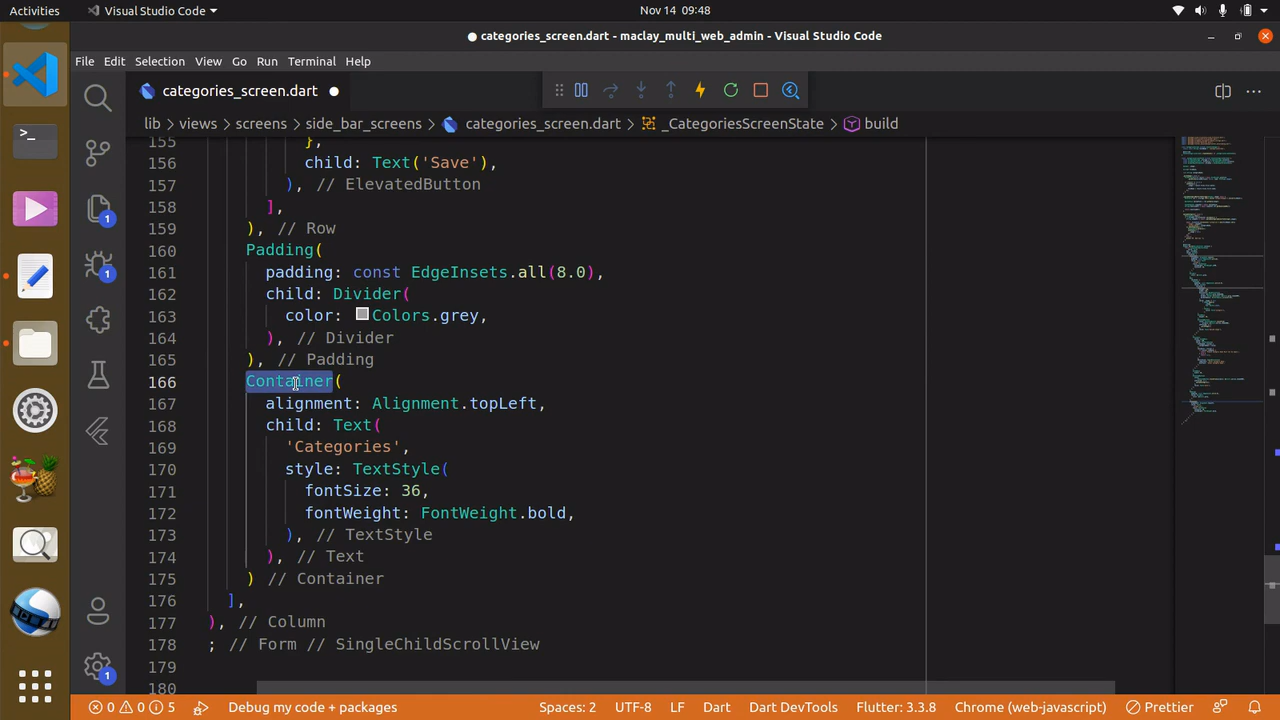 Activities
Visual Studio Code
Nov 14 09:48
● categories_screen.dart - maclay_multi_web_admin - Visual Studio Code
File Edit Selection View Go Run Terminal Help
categories_screen.dart
lib > views > screens > side_bar_screens > categories_screen.dart > _CategoriesScreenState > build
155 },
156 child: Text('Save'),
157 ), // ElevatedButton
158 ],
159 ), // Row
160 Padding(
161 padding: const EdgeInsets.all(8.0),
162 child: Divider(
163 color: Colors.grey,
164 ), // Divider
165 ), // Padding
166 Container(
167 alignment: Alignment.topLeft,
168 child: Text(
169 'Categories',
170 style: TextStyle(
171 fontSize: 36,
172 fontWeight: FontWeight.bold,
173 ), // TextStyle
174 ), // Text
175 ) // Container
176 ],
177 ), // Column
178 ; // Form // SingleChildScrollView
179
180
1
1
1
0 0 5 Debug my code + packages Spaces: 2 UTF-8 LF Dart Dart DevTools Flutter: 3.3.8 Chrome (web-javascript) Prettier